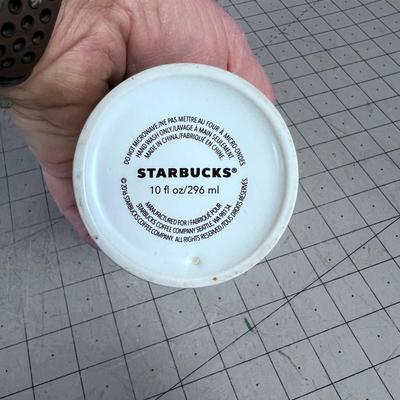 DO NOT MICROWAVE./NE PAS METTRE AU FOUR À MICRO-ONDES.
HAND WASH ONLY./LAVAGE À MAIN SEULEMENT.
MADE IN CHINA./FABRIQUÉ EN CHINE.
STARBUCKS®
10 fl oz/296 ml
MANUFACTURED FOR/FABRIQUÉ POUR
STARBUCKS COFFEE COMPANY SEATTLE, WA 98134.
© 2016 STARBUCKS COFFEE COMPANY. ALL RIGHTS RESERVED./TOUS DROITS RÉSERVÉS.